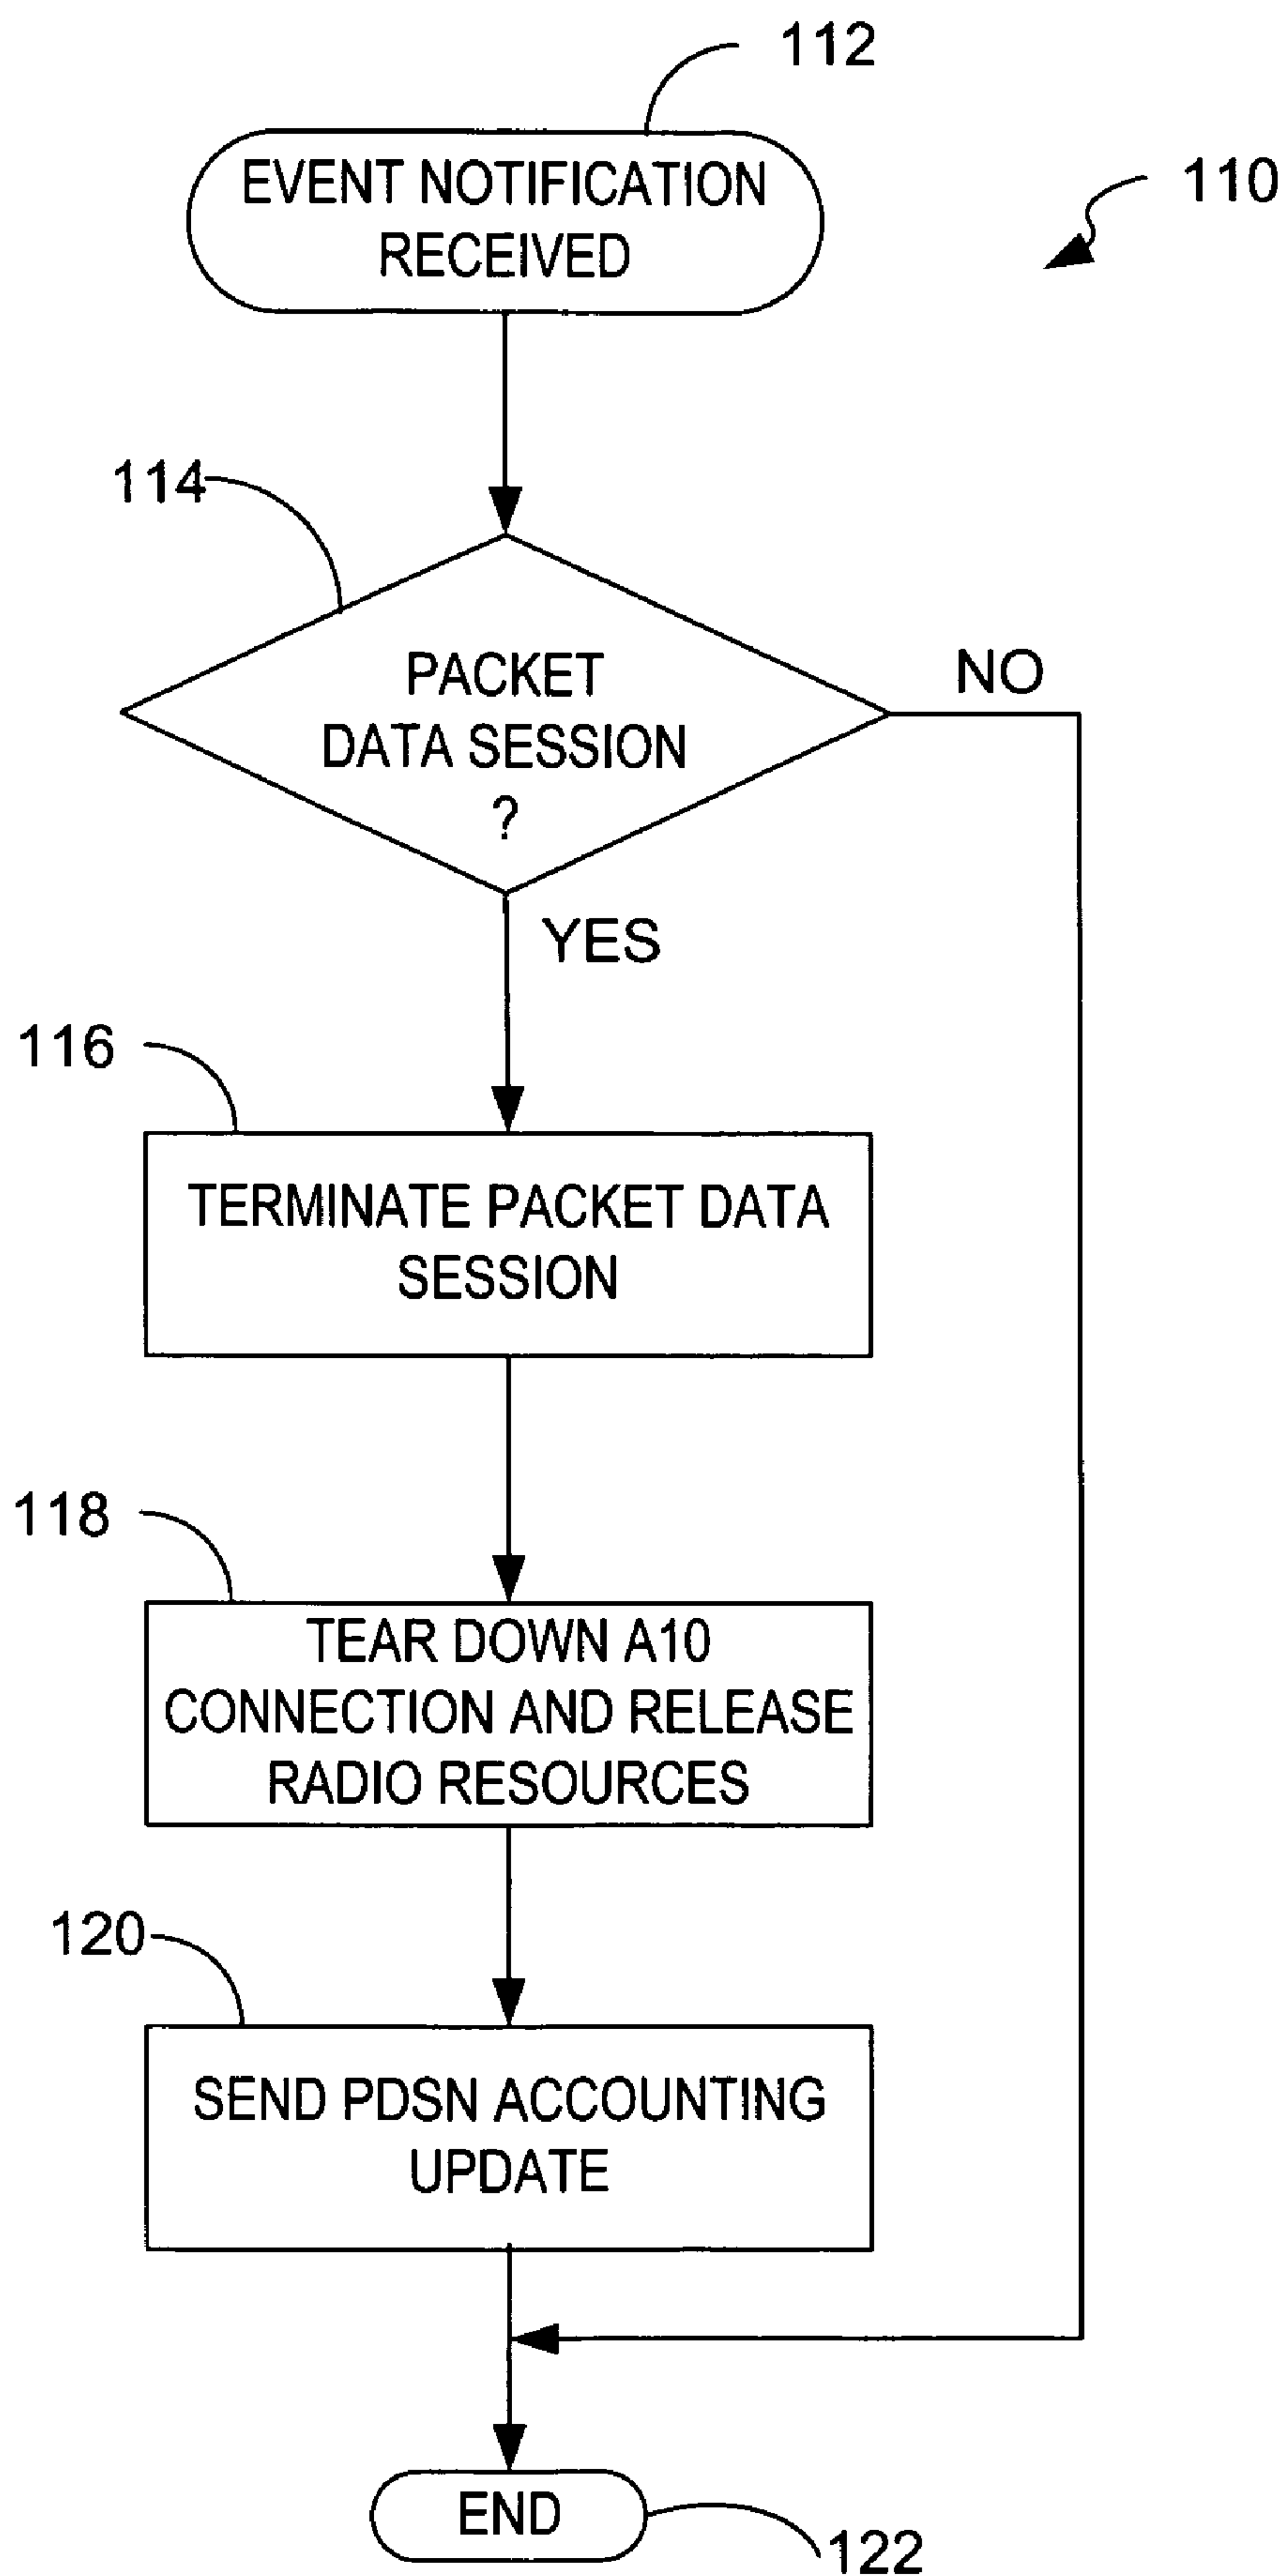 112
EVENT NOTIFICATION
RECEIVED
110
114
PACKET
DATA SESSION
?
NO
YES
116
TERMINATE PACKET DATA
SESSION
118
TEAR DOWN A10
CONNECTION AND RELEASE
RADIO RESOURCES
120
SEND PDSN ACCOUNTING
UPDATE
END
122